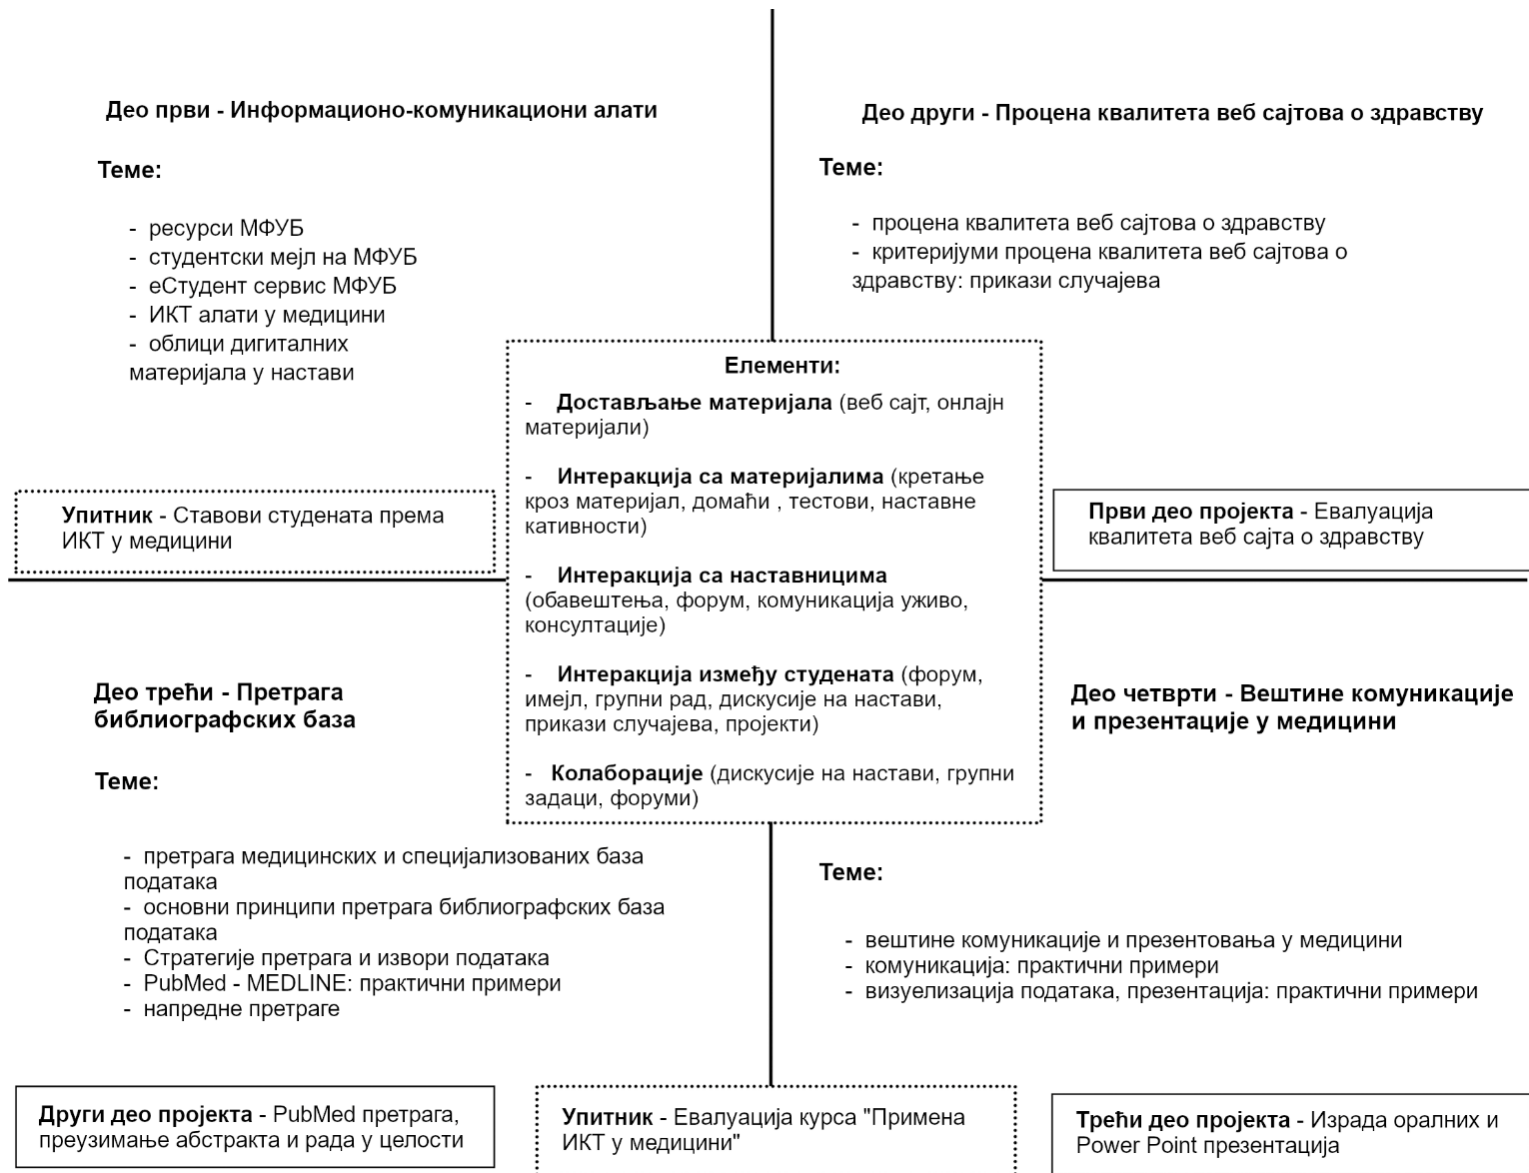 Део први - Информационо-комуникациони алати
Теме:
- ресурси МФУБ
- студентски мејл на МФУБ
- еСтудент сервис МФУБ
- ИКТ алати у медицини
- облици дигиталних
материјала у настави
Упитник - Ставови студената према
ИКТ у медицини
Део други - Процена квалитета веб сајтова о здравству
Теме:
- процена квалитета веб сајтова о здравству
- критеријуми процена квалитета веб сајтова о
здравству: прикази случајева
Први део пројекта - Евалуација
квалитета веб сајта о здравству
Елементи:
- Достављање материјала (веб сајт, онлајн
материјали)
- Интеракција са материјалима (кретање
кроз материјал, домаћи , тестови, наставне
кативности)
- Интеракција са наставницима
(обавештења, форум, комуникација уживо,
консултације)
- Интеракција између студената (форум,
имејл, групни рад, дискусије на настави,
прикази случајева, пројекти)
- Колаборације (дискусије на настави, групни
задаци, форуми)
Део трећи - Претрага
библиографских база
Теме:
- претрага медицинских и специјализованих база
података
- основни принципи претрага библиографских база
података
- Стратегије претрага и извори података
- PubMed - MEDLINE: практични примери
- напредне претраге
Други део пројекта - PubMed претрага,
преузимање абстракта и рада у целости
Део четврти - Вештине комуникације
и презентације у медицини
Теме:
- вештине комуникације и презентовања у медицини
- комуникација: практични примери
- визуелизација података, презентација: практични примери
Упитник - Евалуација курса "Примена
ИКТ у медицини"
Трећи део пројекта - Израда оралних и
Power Point презентација